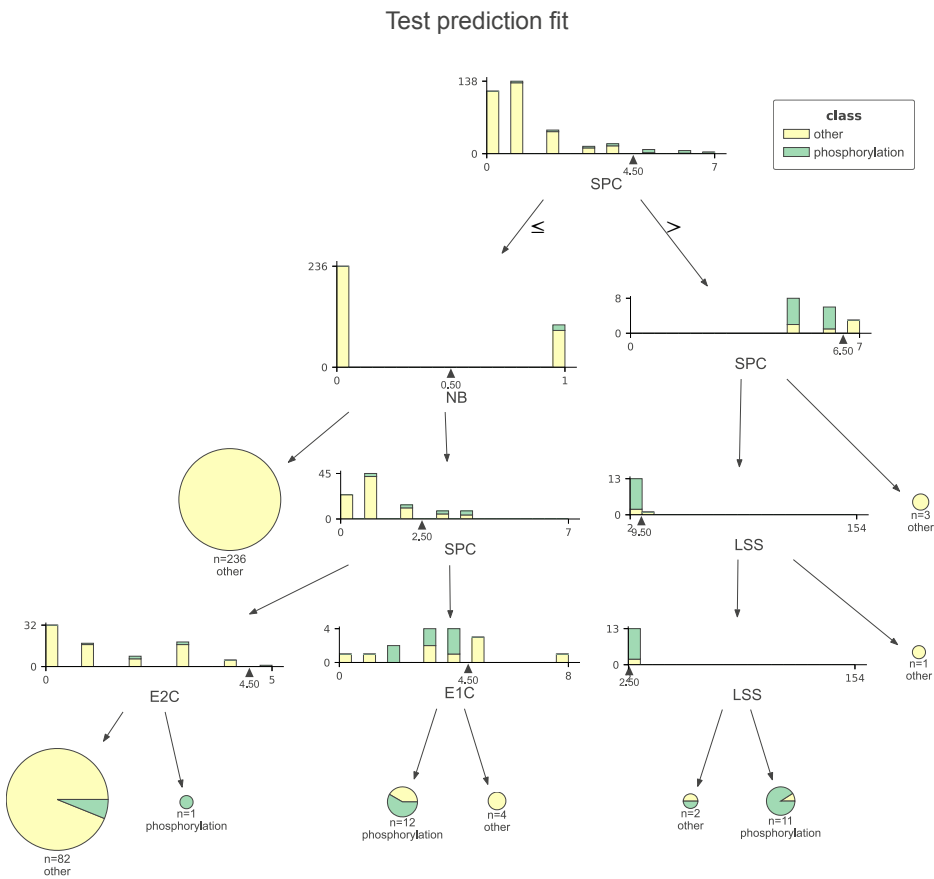 Test prediction fit
138
0
0
4.50
7
SPC
class
other
phosphorylation
≤
>
236
0
0
0.50
1
NB
8
0
0
6.50
7
SPC
n=236
other
45
0
0
2.50
7
SPC
13
0
2
9.50
154
LSS
n=3
other
32
0
0
4.50
5
E2C
4
0
0
4.50
8
E1C
13
0
2
2.50
154
LSS
n=1
other
n=82
other
n=1
phosphorylation
n=12
phosphorylation
n=4
other
n=2
other
n=11
phosphorylation